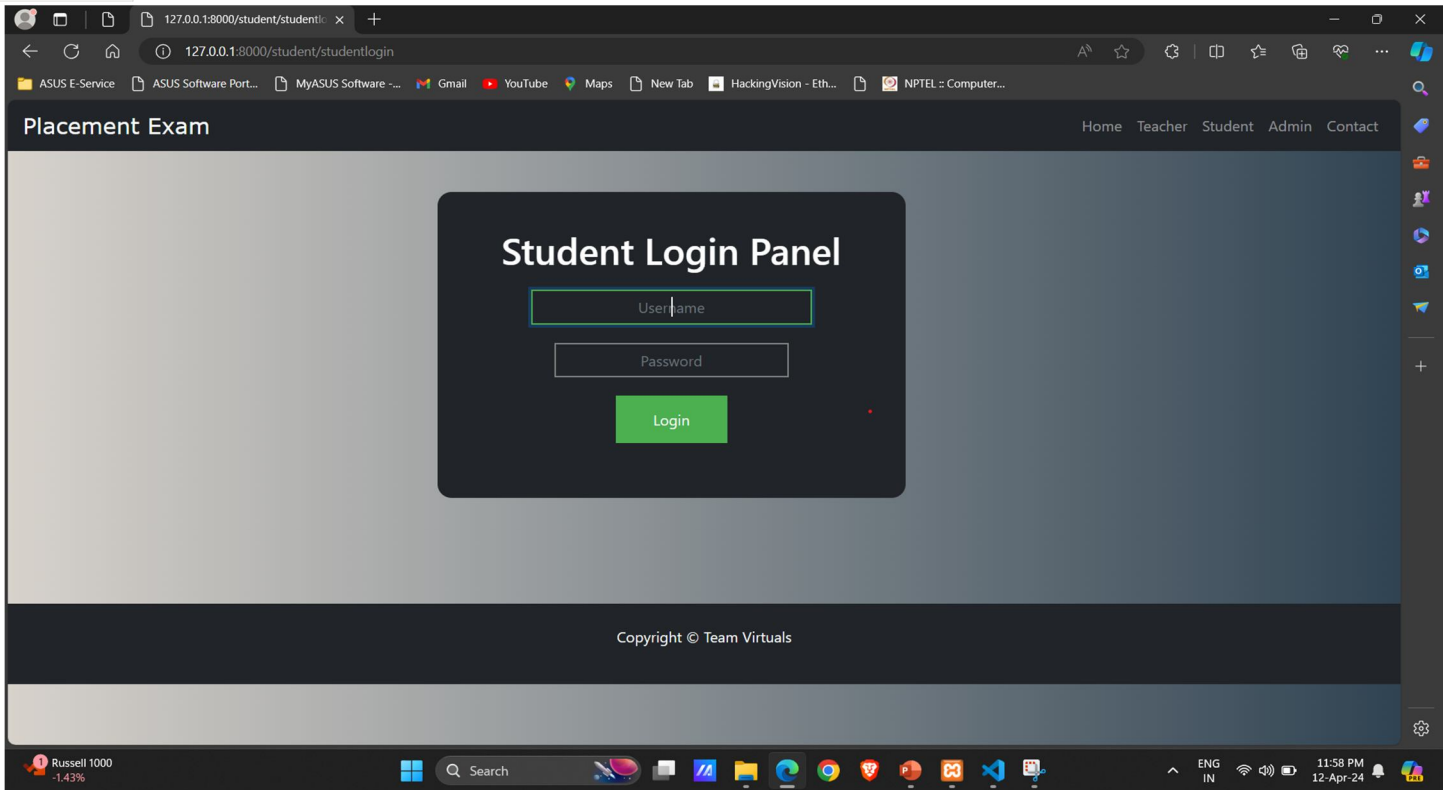 127.0.0.1:8000/student/studentlo
127.0.0.1:8000/student/studentlogin
ASUS E-Service ASUS Software Port... MyASUS Software -... Gmail YouTube Maps New Tab HackingVision - Eth... NPTEL :: Computer...
Placement Exam Home Teacher Student Admin Contact
Student Login Panel
Username
Password
Login
Copyright © Team Virtuals
1 Russell 1000
-1.43%
Search
ENG
IN
11:58 PM
12-Apr-24
PRE